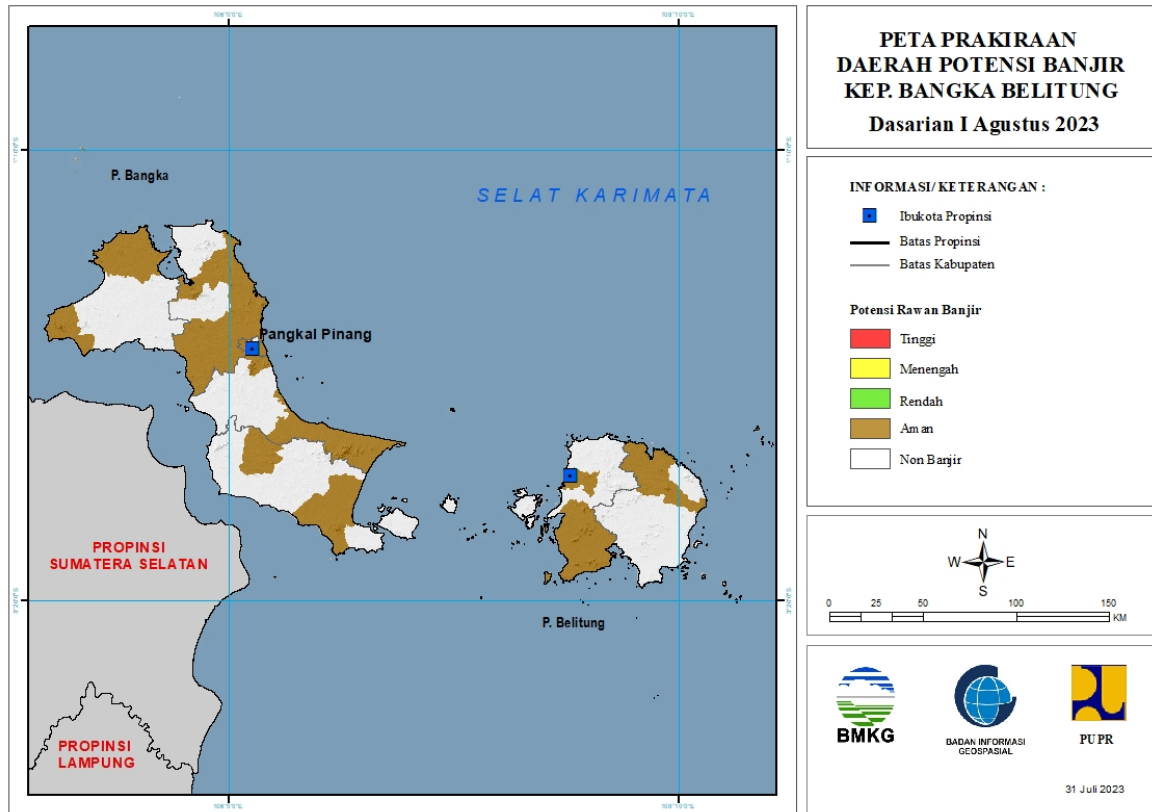 PETA PRAKIRAAN
DAERAH POTENSI BANJIR
KEP. BANGKA BELITUNG
Dasarian I Agustus 2023
P. Bangka
SELAT KARIMATA
Pangkal Pinang
PROPINSI
SUMATERA SELATAN
P. Belitung
PROPINSI
LAMPUNG
INFORMASI/ KETERANGAN :
Ibukota Propinsi
Batas Propinsi
Batas Kabupaten
Potensi Rawan Banjir
Tinggi
Menengah
Rendah
Aman
Non Banjir
N
W E
S
0 25 50 100 150
KM
BMKG
BADAN INFORMASI
GEOSPASIAL
PUPR
31 Juli 2023